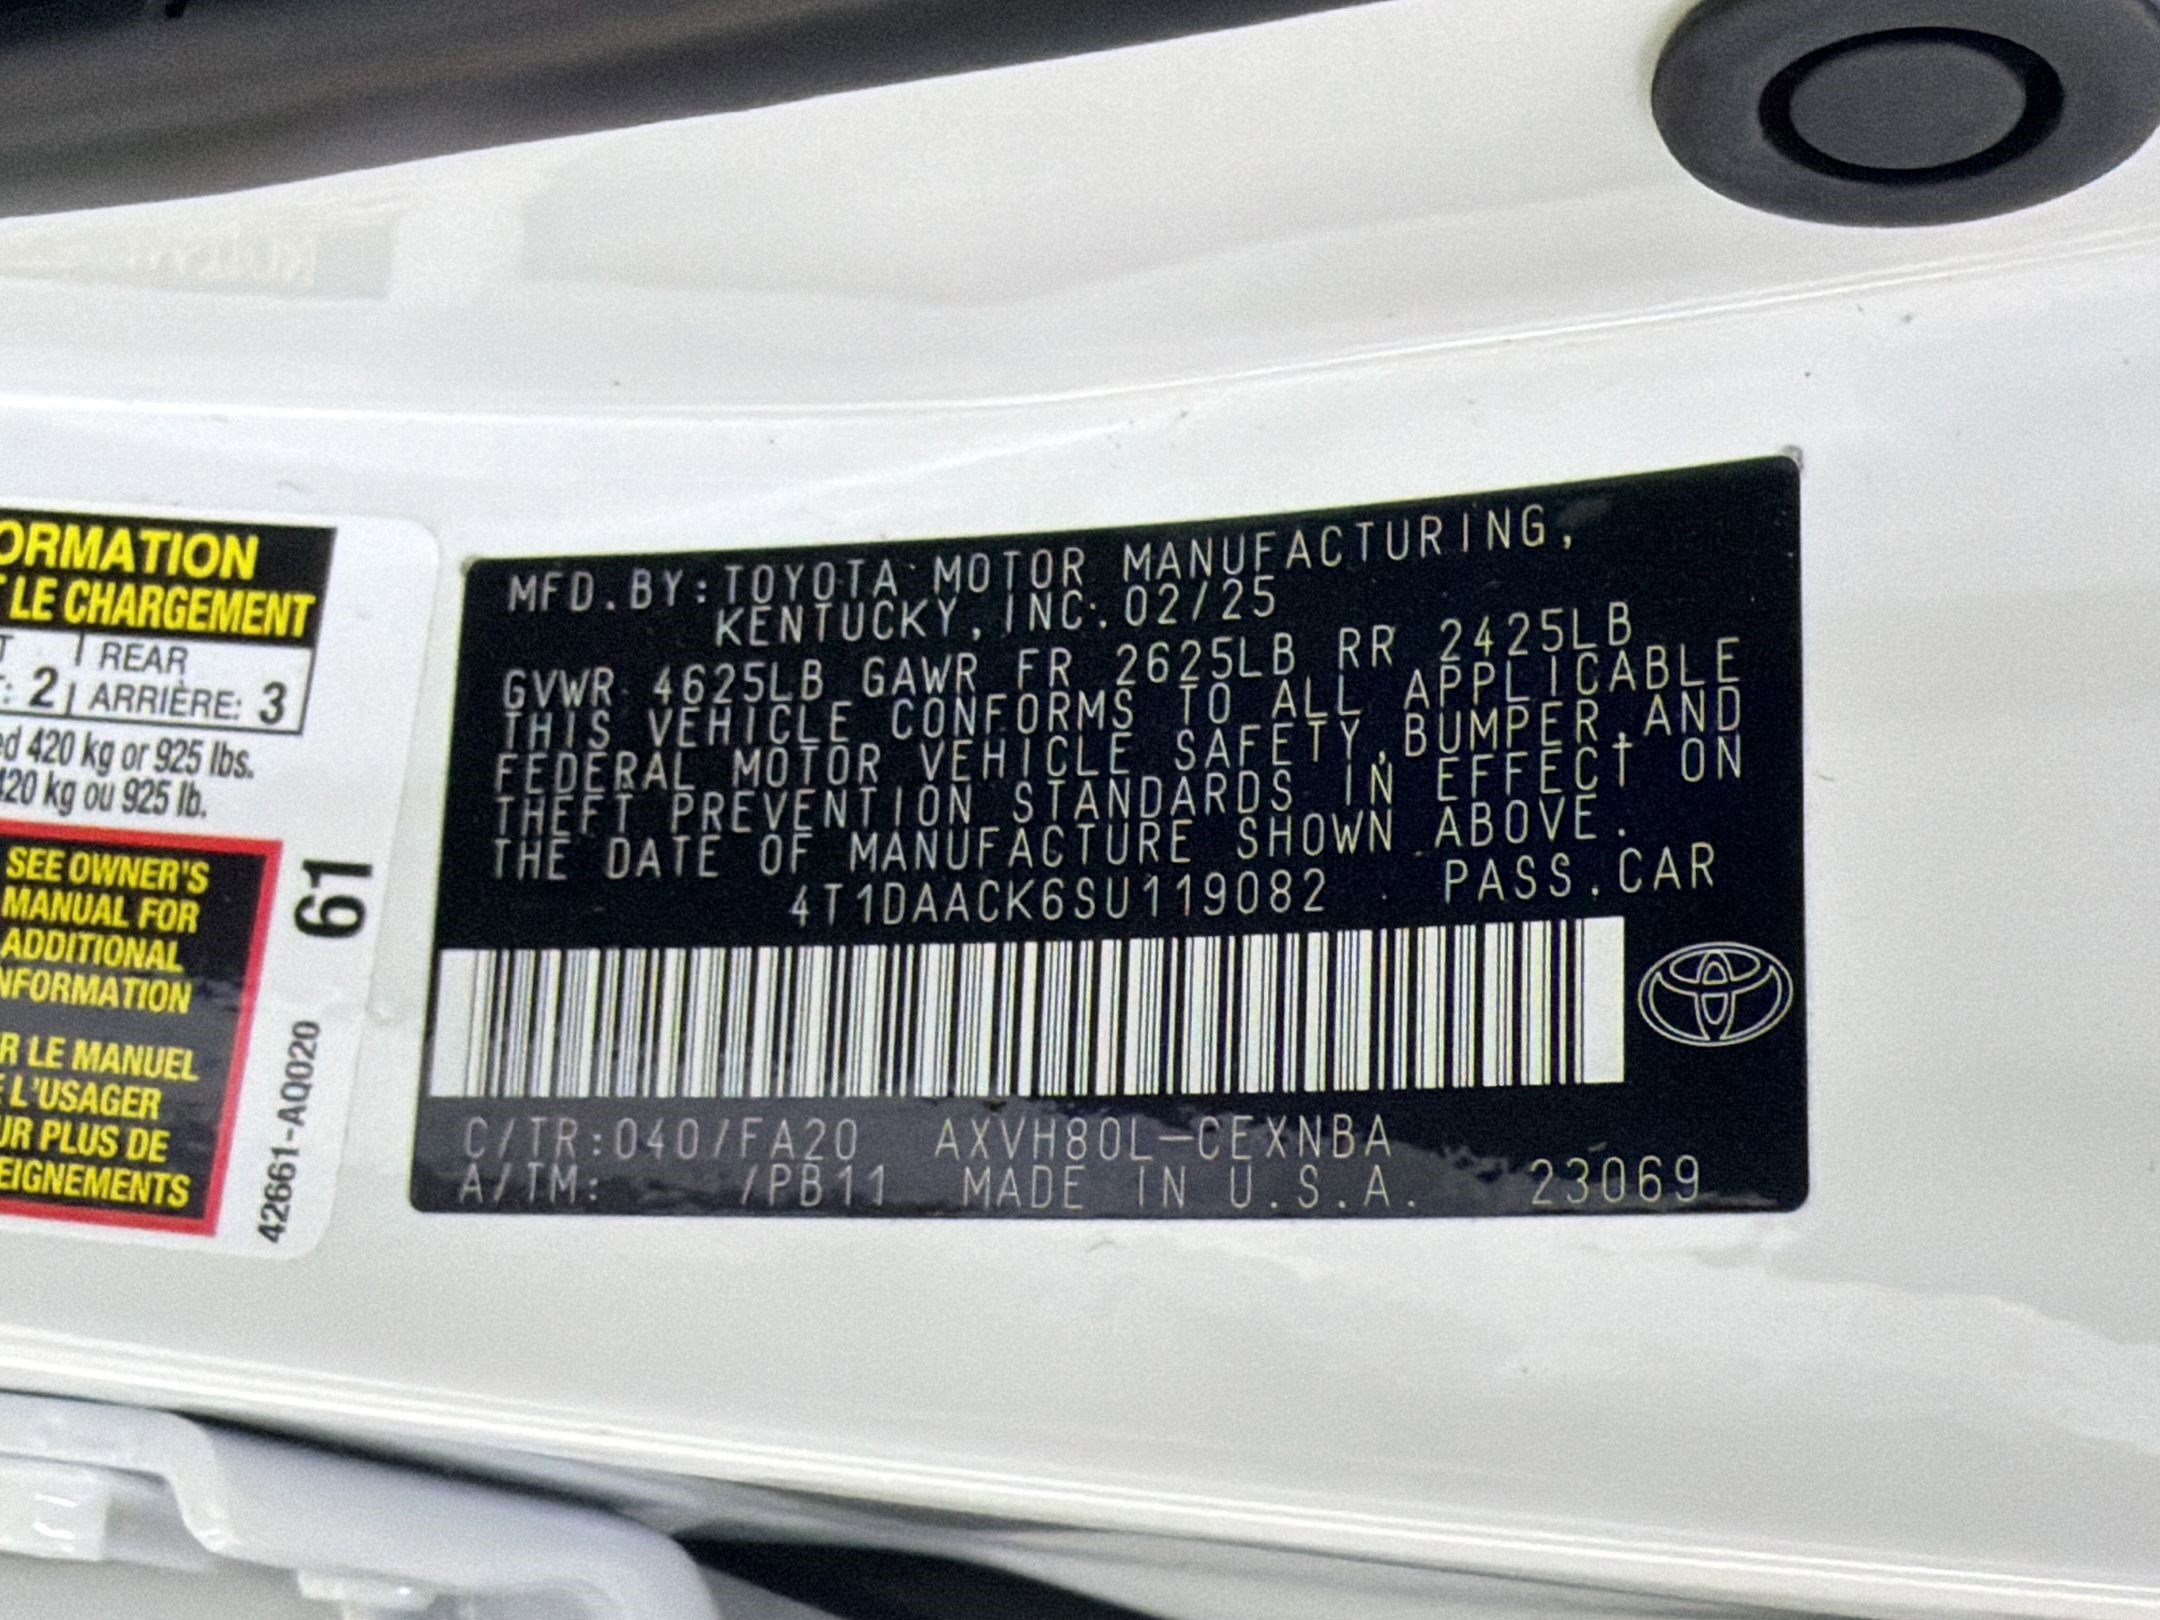 ORMATION
LE CHARGEMENT
REAR
: 2 ARRIÈRE: 3
ed 420 kg or 925 lbs.
420 kg ou 925 lb.
SEE OWNER'S
MANUAL FOR
ADDITIONAL
NFORMATION
R LE MANUEL
L'USAGER
UR PLUS DE
EIGNEMENTS
61
42661-AQ020
MFD.BY:TOYOTA MOTOR MANUFACTURING,
KENTUCKY, INC. 02/25
GVWR 4625LB GAWR FR 2625LB RR 2425LB
THIS VEHICLE CONFORMS TO ALL APPLICABLE
FEDERAL MOTOR VEHICLE SAFETY,BUMPER,AND
THEFT PREVENTION STANDARDS IN EFFECT ON
THE DATE OF MANUFACTURE SHOWN ABOVE.
4T1DAACK6SU119082 PASS.CAR
C/TR:040/FA20 AXVH80L-CEXNBA
A/TM: /PB11 MADE IN U.S.A. 23069